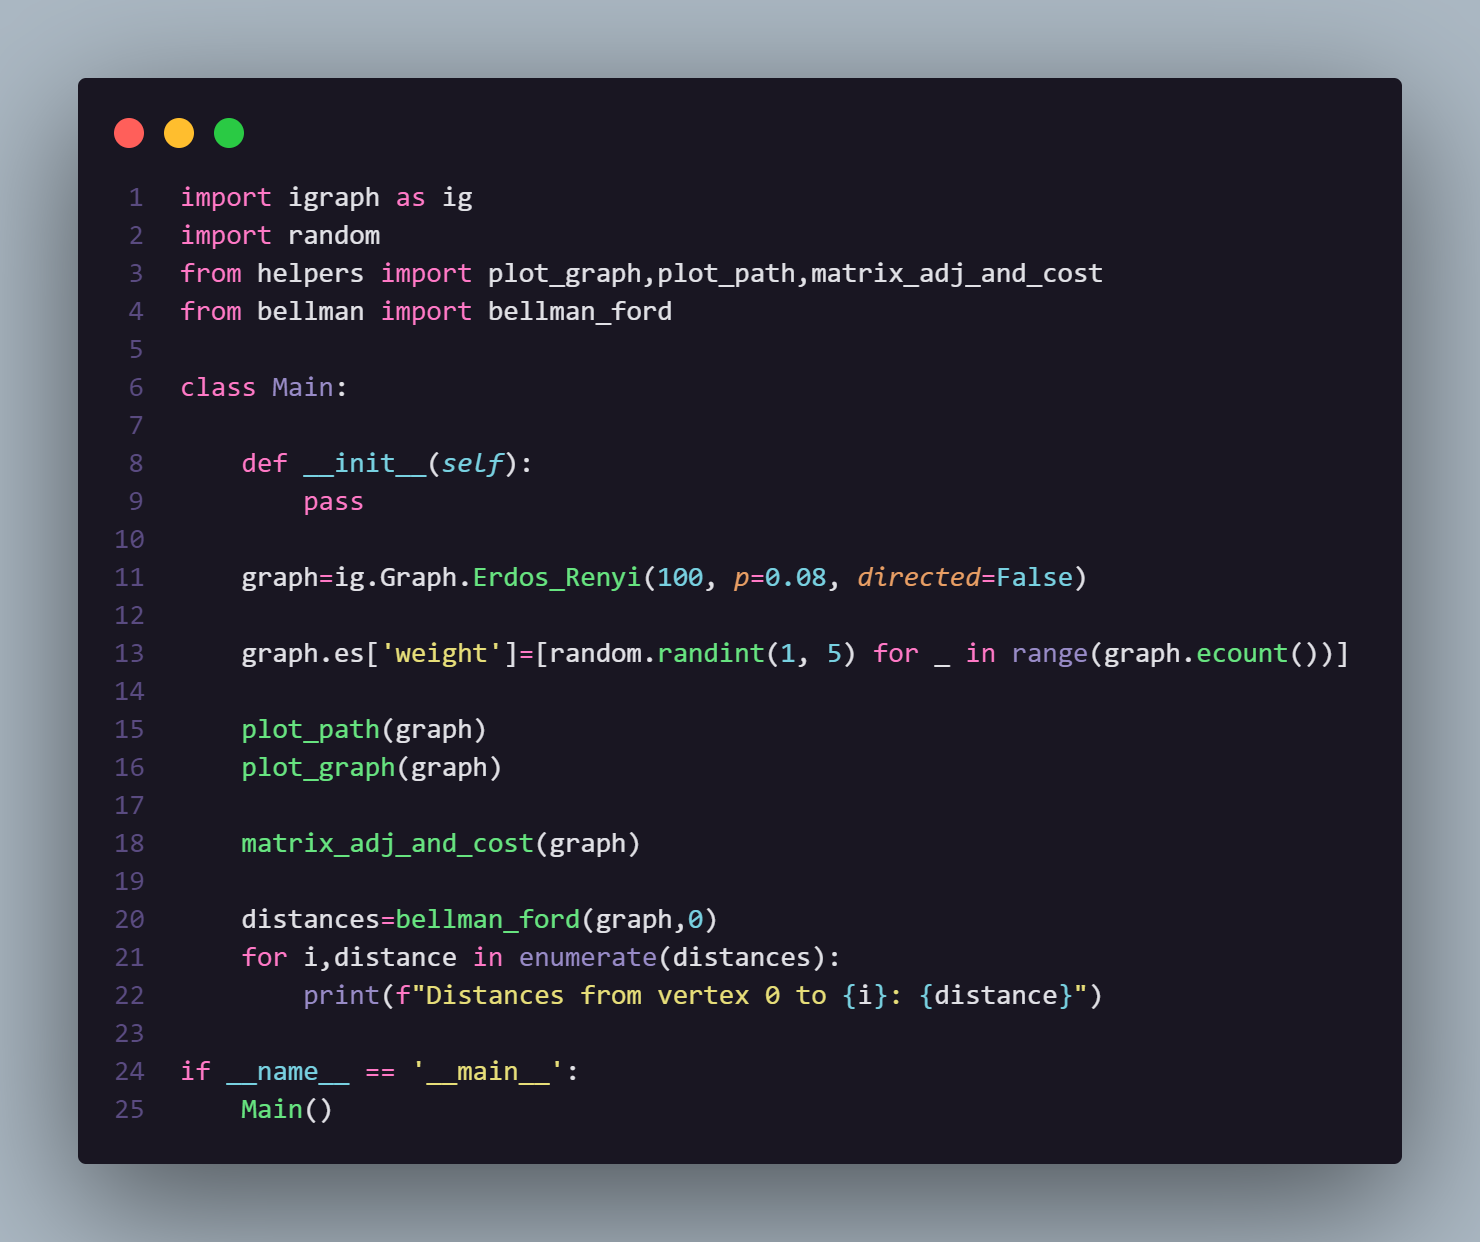 1 import igraph as ig
2 import random
3 from helpers import plot_graph,plot_path,matrix_adj_and_cost
4 from bellman import bellman_ford
5
6 class Main:
7
8     def __init__(self):
9         pass
10
11     graph=ig.Graph.Erdos_Renyi(100, p=0.08, directed=False)
12
13     graph.es['weight']=[random.randint(1, 5) for _ in range(graph.ecount())]
14
15     plot_path(graph)
16     plot_graph(graph)
17
18     matrix_adj_and_cost(graph)
19
20     distances=bellman_ford(graph,0)
21     for i,distance in enumerate(distances):
22         print(f"Distances from vertex 0 to {i}: {distance}")
23
24 if __name__ == '__main__':
25     Main()